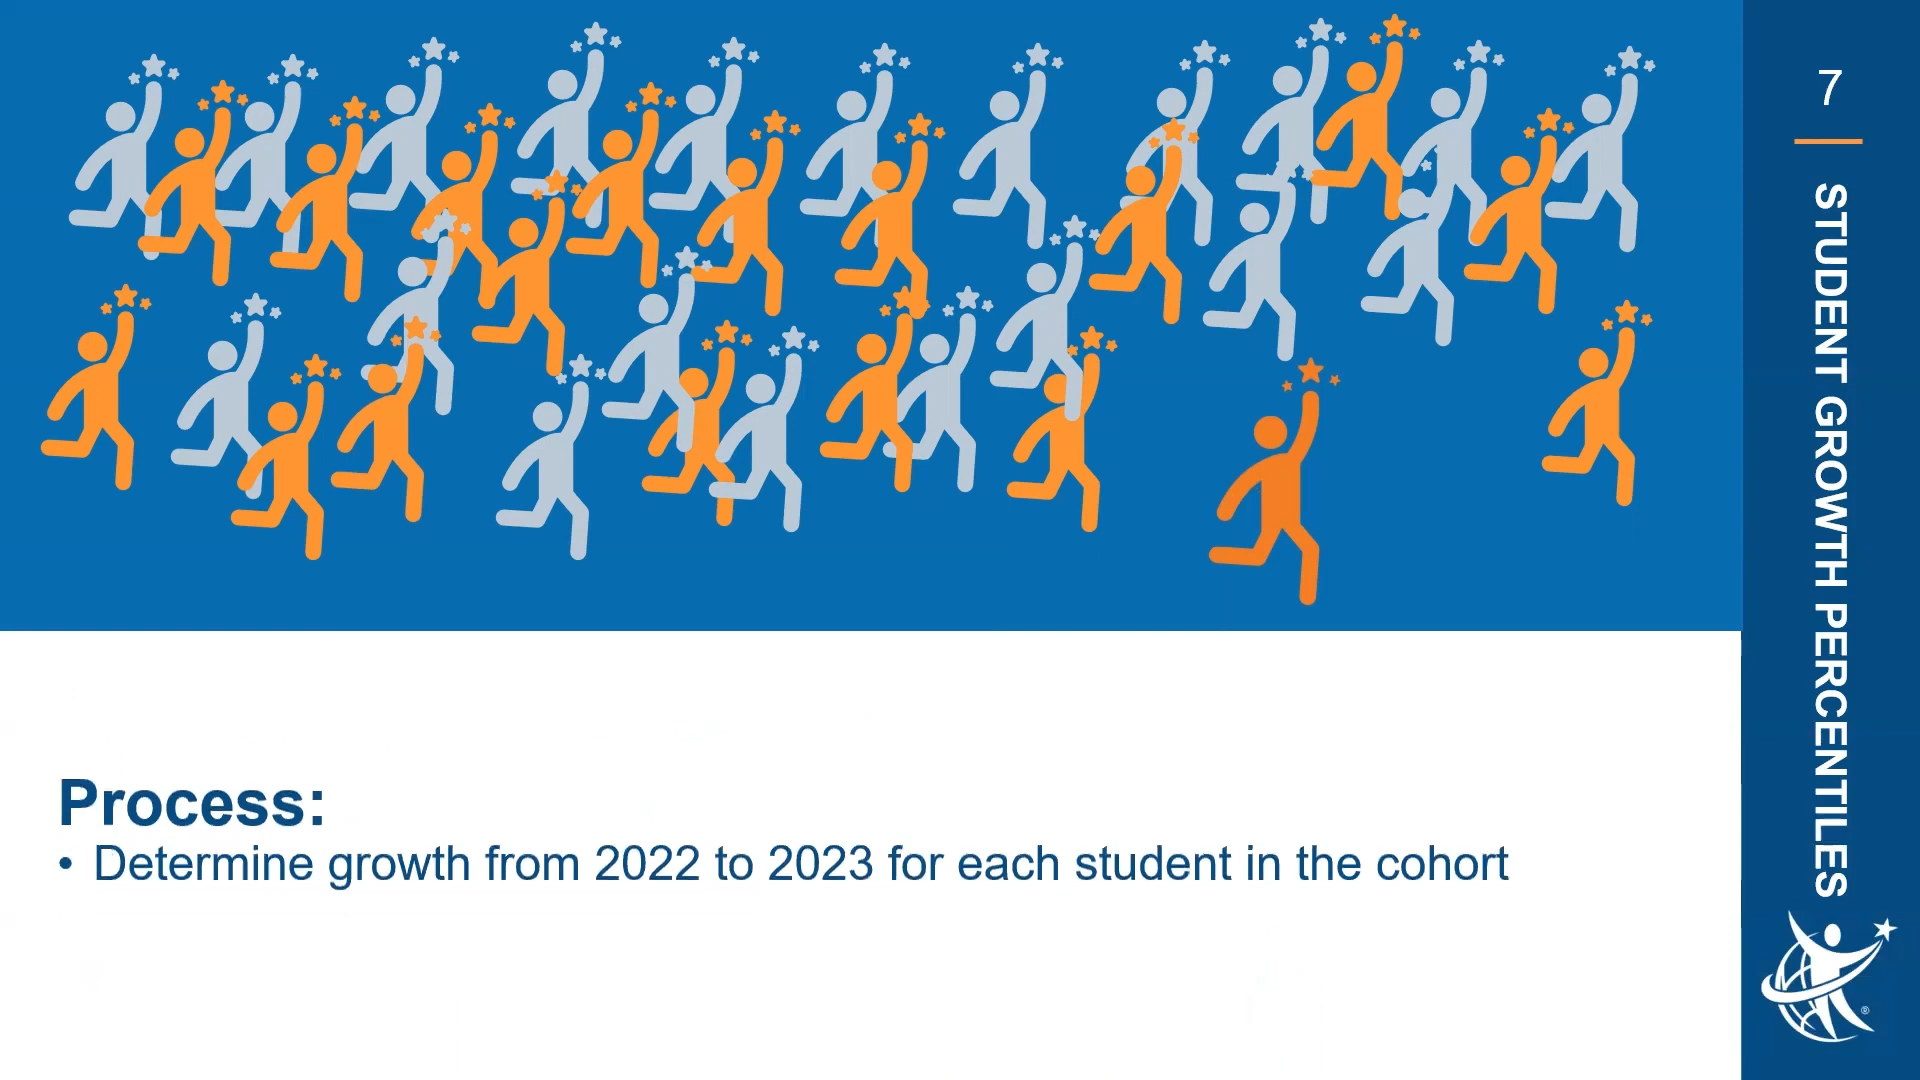 7
STUDENT GROWTH PERCENTILES
Process:
• Determine growth from 2022 to 2023 for each student in the cohort
®